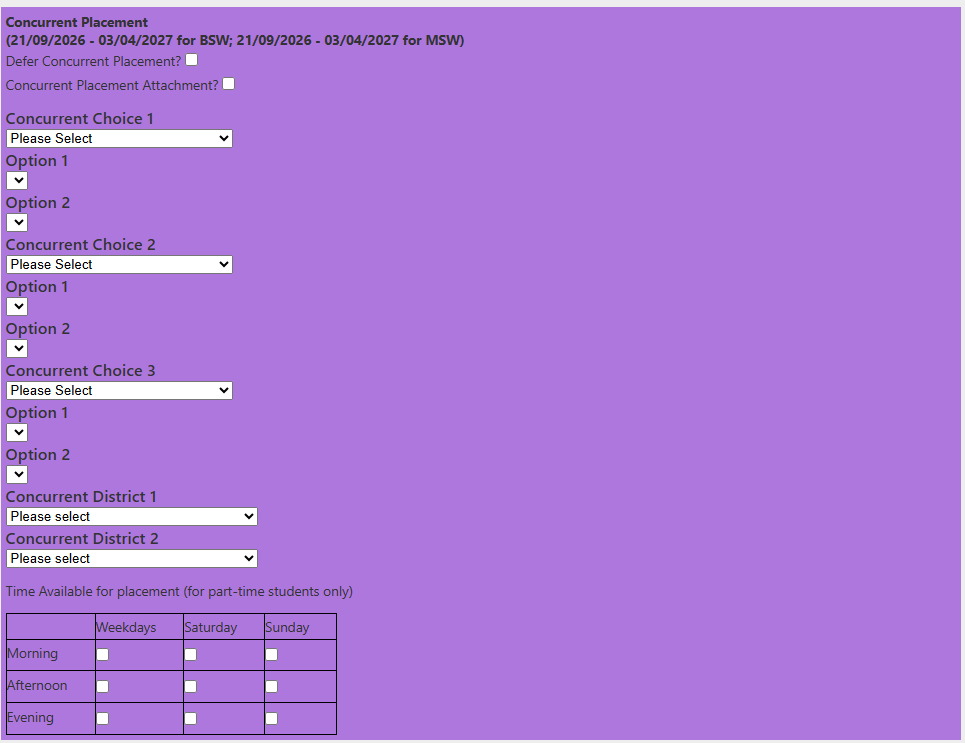 Concurrent Placement
(21/09/2026 - 03/04/2027 for BSW; 21/09/2026 - 03/04/2027 for MSW)
Defer Concurrent Placement?
Concurrent Placement Attachment?
Concurrent Choice 1
Please Select
Option 1
Option 2
Concurrent Choice 2
Please Select
Option 1
Option 2
Concurrent Choice 3
Please Select
Option 1
Option 2
Concurrent District 1
Please select
Concurrent District 2
Please select
Time Available for placement (for part-time students only)
Weekdays Saturday Sunday
Morning
Afternoon
Evening